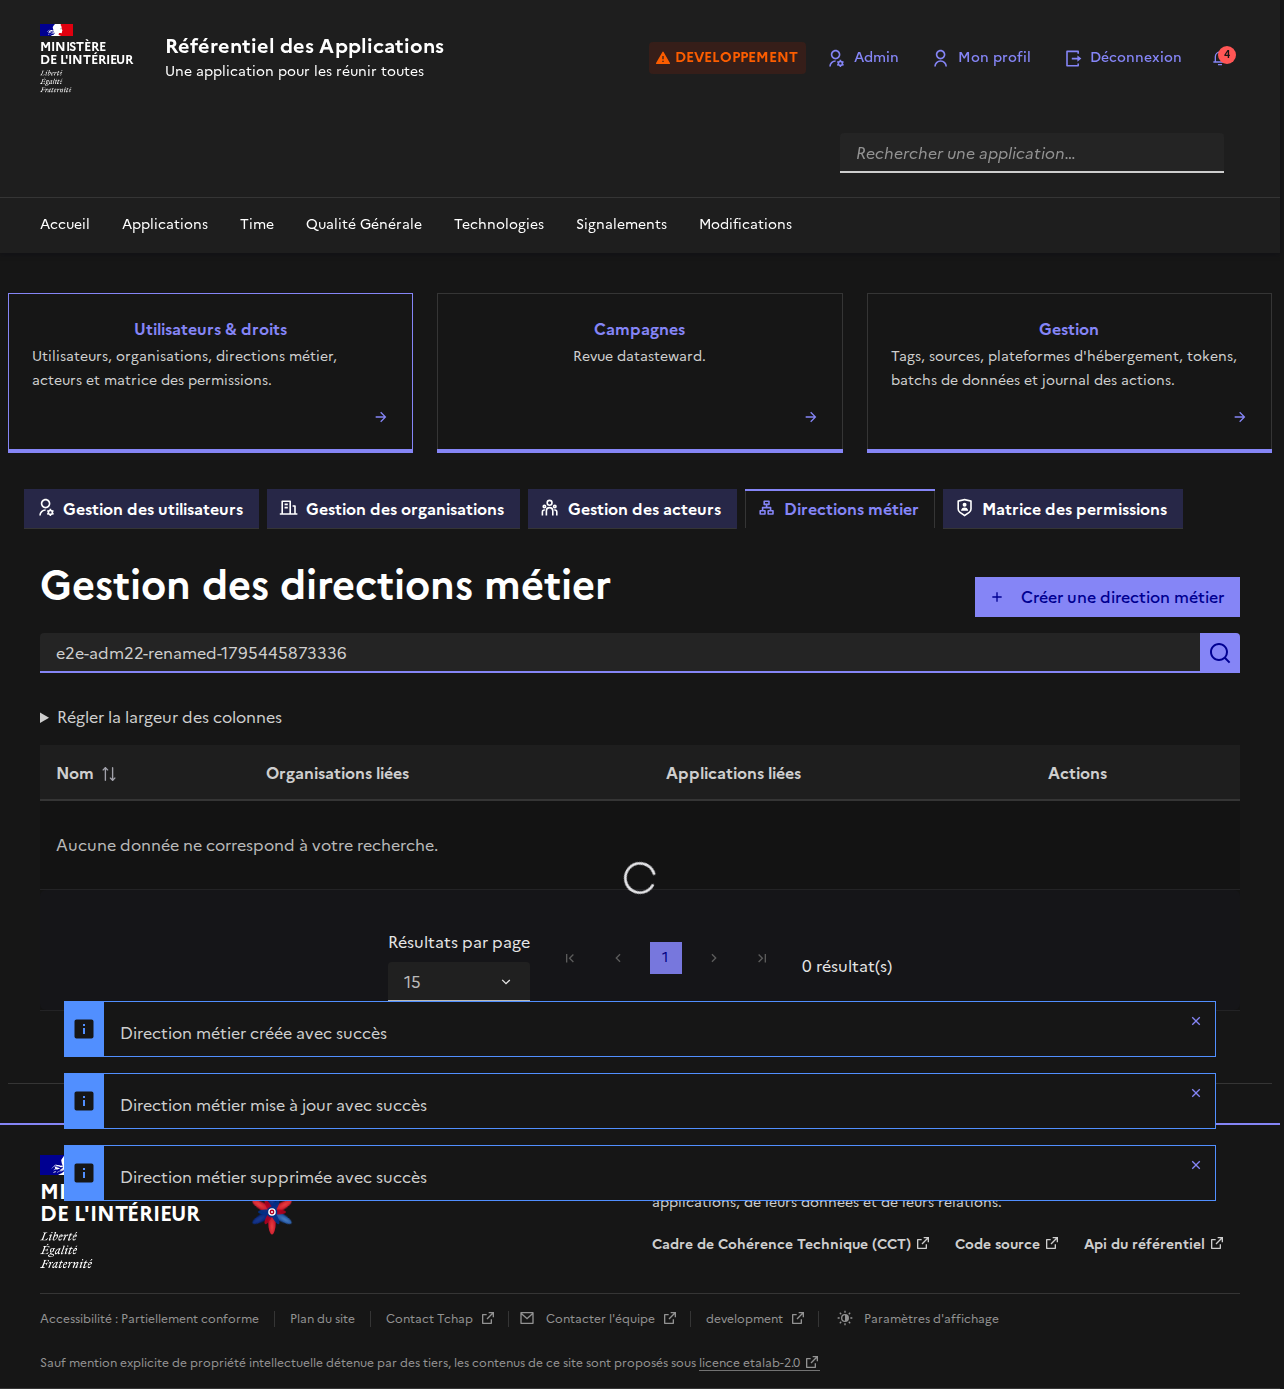 MINISTÈRE
DE L'INTÉRIEUR
Liberté
Égalité
Fraternité
Référentiel des Applications
Une application pour les réunir toutes
DEVELOPPEMENT
Admin
Mon profil
Déconnexion
4
Rechercher une application…
Accueil
Applications
Time
Qualité Générale
Technologies
Signalements
Modifications
Utilisateurs & droits
Utilisateurs, organisations, directions métier,
acteurs et matrice des permissions.
Campagnes
Revue datasteward.
Gestion
Tags, sources, plateformes d'hébergement, tokens,
batchs de données et journal des actions.
Gestion des utilisateurs
Gestion des organisations
Gestion des acteurs
Directions métier
Matrice des permissions
Gestion des directions métier
Créer une direction métier
e2e-adm22-renamed-1795445873336
Régler la largeur des colonnes
Nom
Organisations liées
Applications liées
Actions
Aucune donnée ne correspond à votre recherche.
Résultats par page
15
1
0 résultat(s)
Direction métier créée avec succès
Direction métier mise à jour avec succès
Direction métier supprimée avec succès
DE L'INTÉRIEUR
Liberté
Égalité
Fraternité
applications, de leurs données et de leurs relations.
Cadre de Cohérence Technique (CCT)
Code source
Api du référentiel
Accessibilité : Partiellement conforme
Plan du site
Contact Tchap
Contacter l'équipe
development
Paramètres d'affichage
Sauf mention explicite de propriété intellectuelle détenue par des tiers, les contenus de ce site sont proposés sous licence etalab-2.0